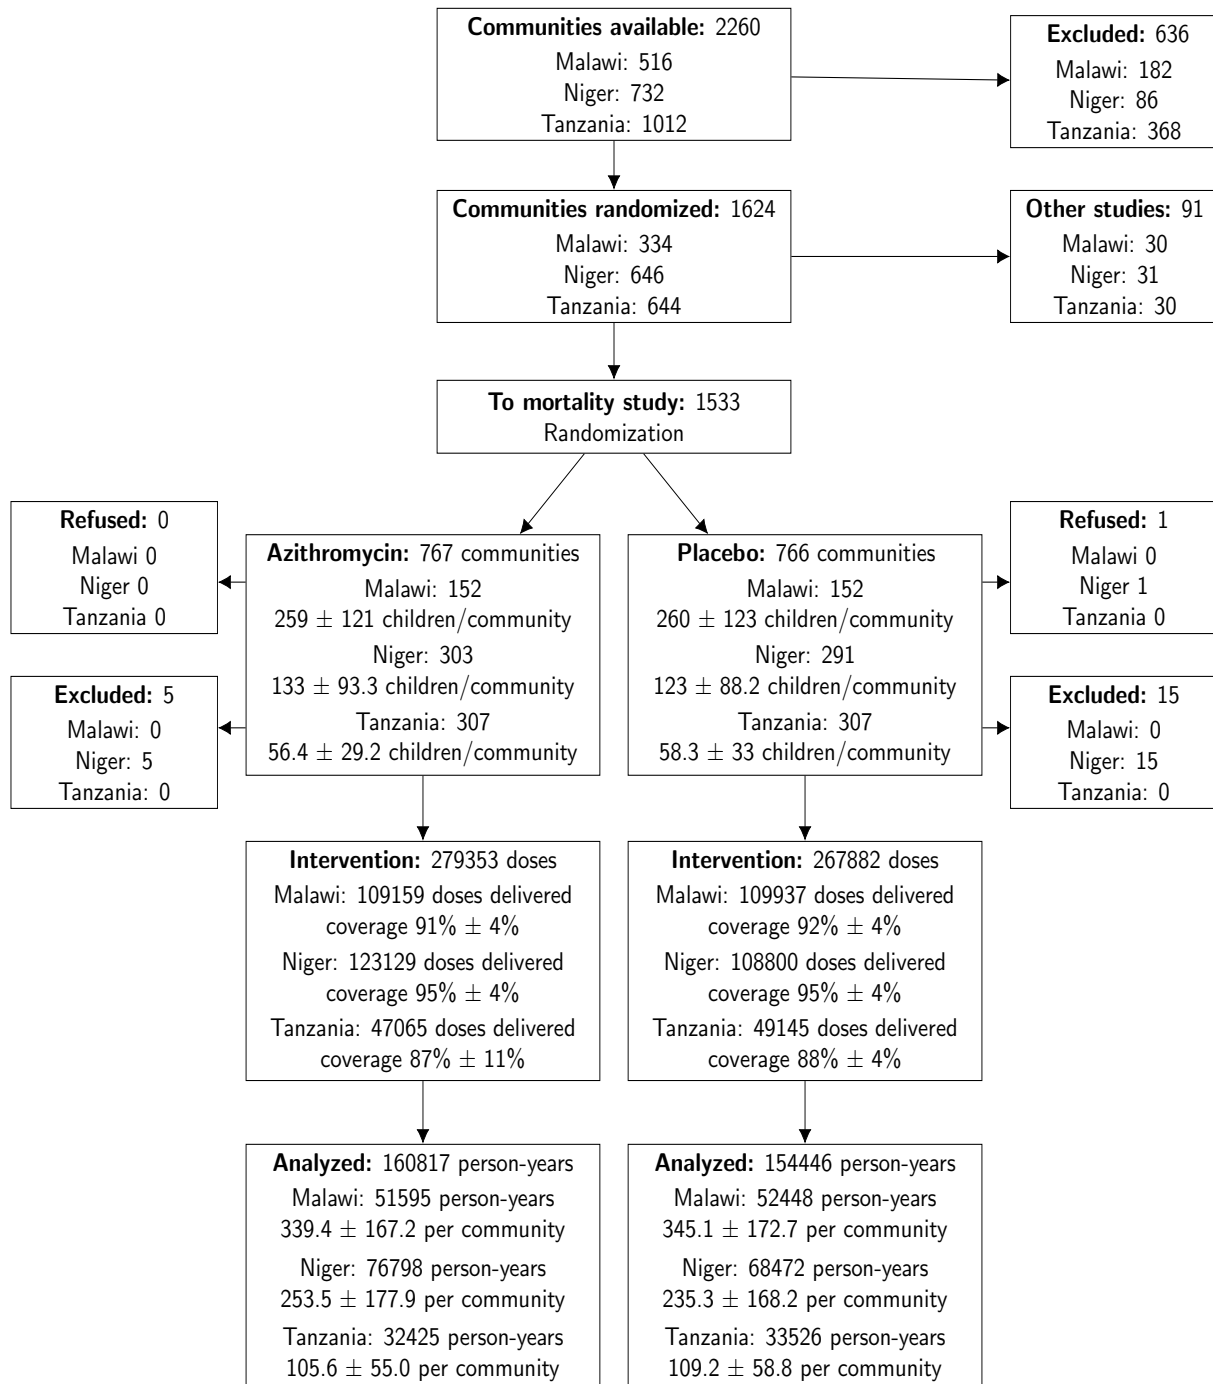 Communities available: 2260
Malawi: 516
Niger: 732
Tanzania: 1012
Excluded: 636
Malawi: 182
Niger: 86
Tanzania: 368
Communities randomized: 1624
Malawi: 334
Niger: 646
Tanzania: 644
Other studies: 91
Malawi: 30
Niger: 31
Tanzania: 30
To mortality study: 1533
Randomization
Refused: 0
Malawi 0
Niger 0
Tanzania 0
Excluded: 5
Malawi: 0
Niger: 5
Tanzania: 0
Azithromycin: 767 communities
Malawi: 152
259 ± 121 children/community
Niger: 303
133 ± 93.3 children/community
Tanzania: 307
56.4 ± 29.2 children/community
Placebo: 766 communities
Malawi: 152
260 ± 123 children/community
Niger: 291
123 ± 88.2 children/community
Tanzania: 307
58.3 ± 33 children/community
Refused: 1
Malawi 0
Niger 1
Tanzania 0
Excluded: 15
Malawi: 0
Niger: 15
Tanzania: 0
Intervention: 279353 doses
Malawi: 109159 doses delivered
coverage 91% ± 4%
Niger: 123129 doses delivered
coverage 95% ± 4%
Tanzania: 47065 doses delivered
coverage 87% ± 11%
Intervention: 267882 doses
Malawi: 109937 doses delivered
coverage 92% ± 4%
Niger: 108800 doses delivered
coverage 95% ± 4%
Tanzania: 49145 doses delivered
coverage 88% ± 4%
Analyzed: 160817 person-years
Malawi: 51595 person-years
339.4 ± 167.2 per community
Niger: 76798 person-years
253.5 ± 177.9 per community
Tanzania: 32425 person-years
105.6 ± 55.0 per community
Analyzed: 154446 person-years
Malawi: 52448 person-years
345.1 ± 172.7 per community
Niger: 68472 person-years
235.3 ± 168.2 per community
Tanzania: 33526 person-years
109.2 ± 58.8 per community